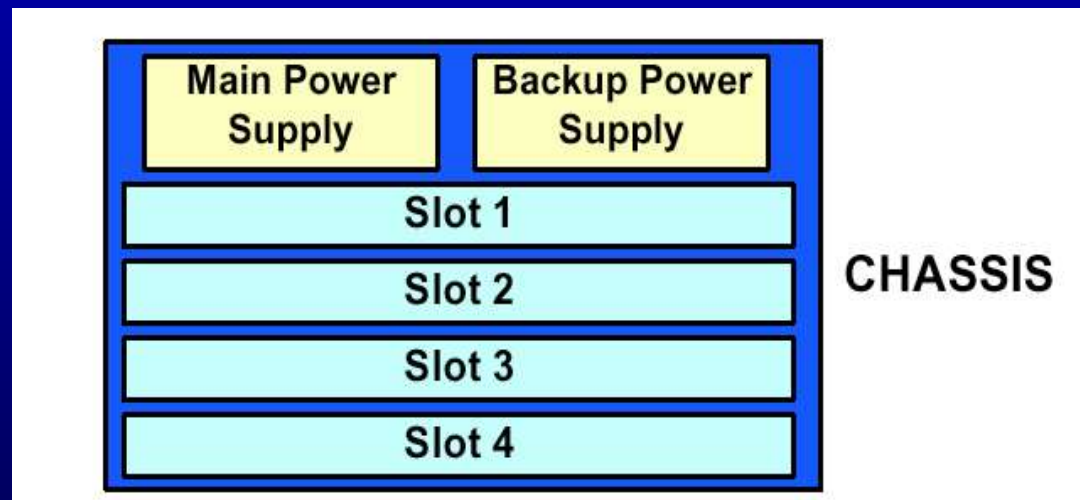 Main Power
Supply
Backup Power
Supply
Slot 1
Slot 2
Slot 3
Slot 4
CHASSIS